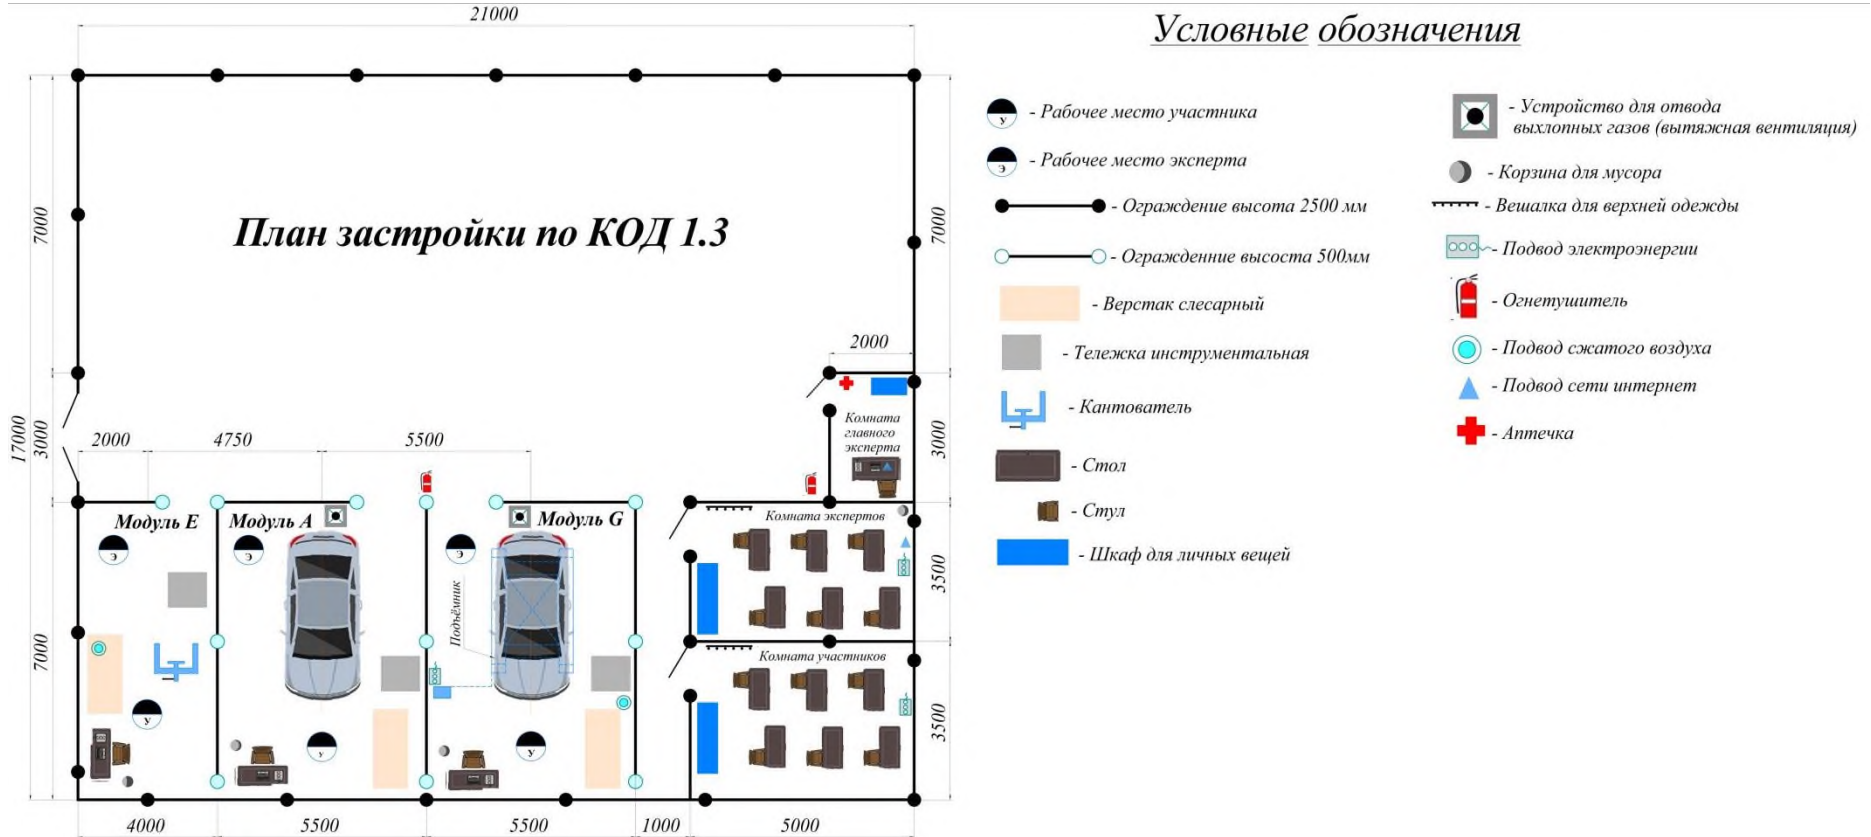 21000
Условные обозначения
План застройки по КОД 1.3
17000
7000
3000
7000
7000
3000
3500
3500
2000
2000
4750
5500
Комната
главного
эксперта
Модуль E
Модуль A
Модуль G
Э
Э
Э
Подъёмник
У
У
У
Комната экспертов
Комната участников
4000
5500
5500
1000
5000
У
- Рабочее место участника
Э
- Рабочее место эксперта
- Ограждение высота 2500 мм
- Огражденние высоста 500мм
- Верстак слесарный
- Тележка инструментальная
- Кантователь
- Стол
- Стул
- Шкаф для личных вещей
- Устройство для отвода
выхлопных газов (вытяжная вентиляция)
- Корзина для мусора
- Вешалка для верхней одежды
- Подвод электроэнергии
- Огнетушитель
- Подвод сжатого воздуха
- Подвод сети интернет
- Аптечка